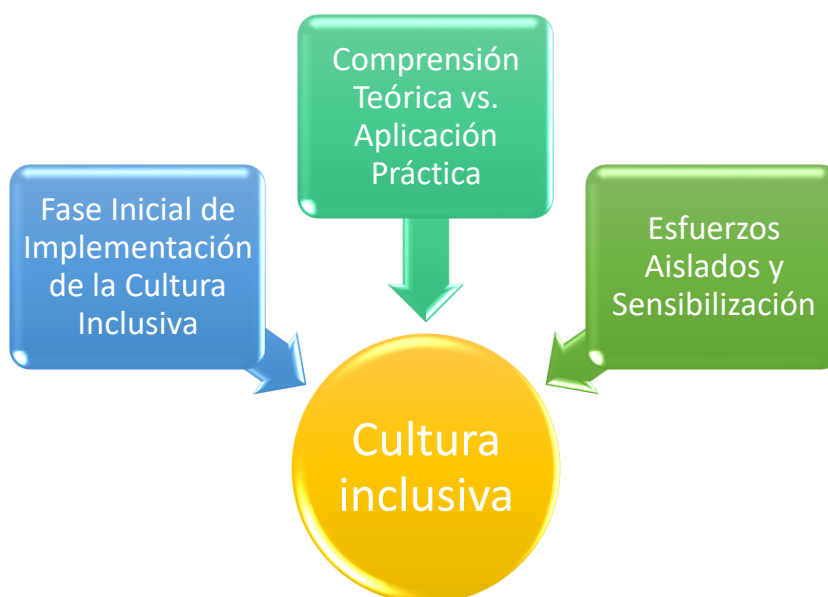 Comprensión
Teórica vs.
Aplicación
Práctica
Fase Inicial de
Implementación
de la Cultura
Inclusiva
Esfuerzos
Aislados y
Sensibilización
Cultura
inclusiva